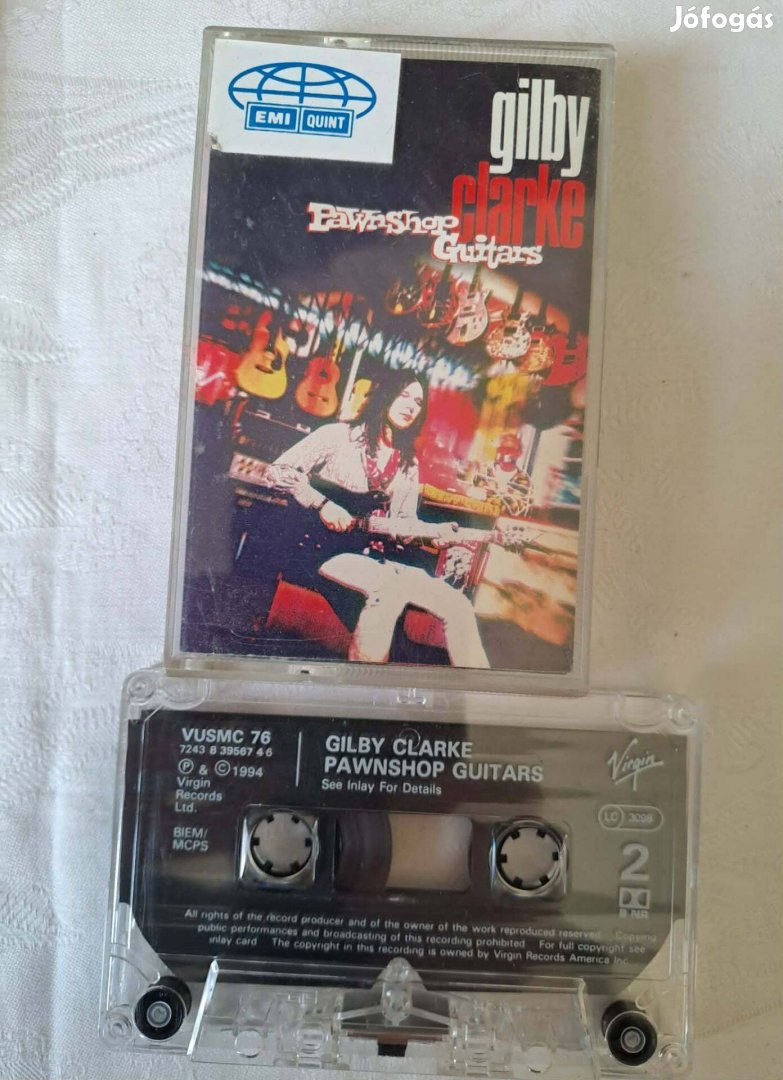 Jófogás
EMI QUINT
gilby
clarke
Pawnshop
Guitars
VUSMC 76
7243 8 39567 4 6
Ⓟ & © 1994
Virgin
Records
Ltd.
BIEM/
MCPS
GILBY CLARKE
PAWNSHOP GUITARS
See Inlay For Details
Virgin
LC 3098
2
B NR
All rights of the record producer and of the owner of the work reproduced reserved Copying
public performances and broadcasting of this recording prohibited For full copyright see
inlay card The copyright in this recording is owned by Virgin Records America Inc.